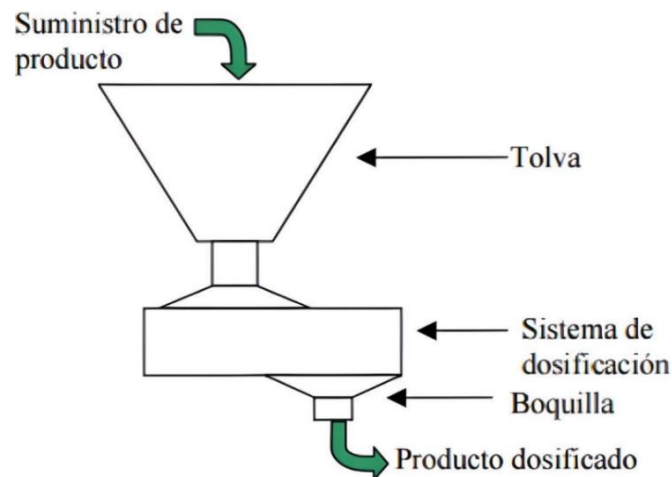 Suministro de
producto
Tolva
Sistema de
dosificación
Boquilla
Producto dosificado